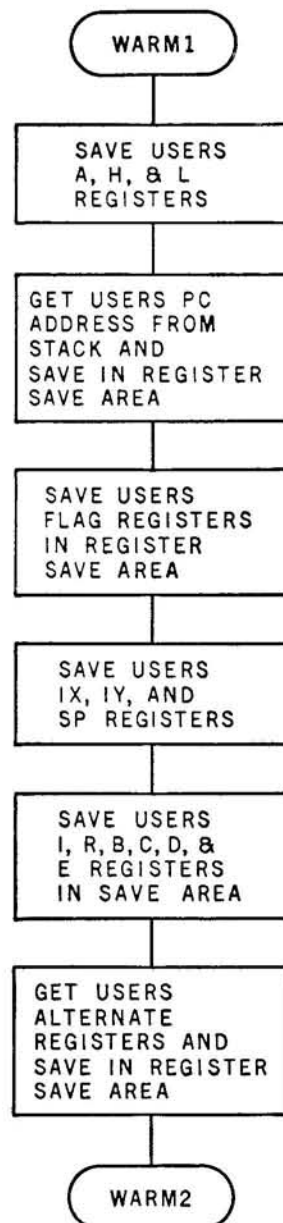 WARM1
SAVE USERS
A, H, & L
REGISTERS
GET USERS PC
ADDRESS FROM
STACK AND
SAVE IN REGISTER
SAVE AREA
SAVE USERS
FLAG REGISTERS
IN REGISTER
SAVE AREA
SAVE USERS
IX, IY, AND
SP REGISTERS
SAVE USERS
I, R, B, C, D, &
E REGISTERS
IN SAVE AREA
GET USERS
ALTERNATE
REGISTERS AND
SAVE IN REGISTER
SAVE AREA
WARM2